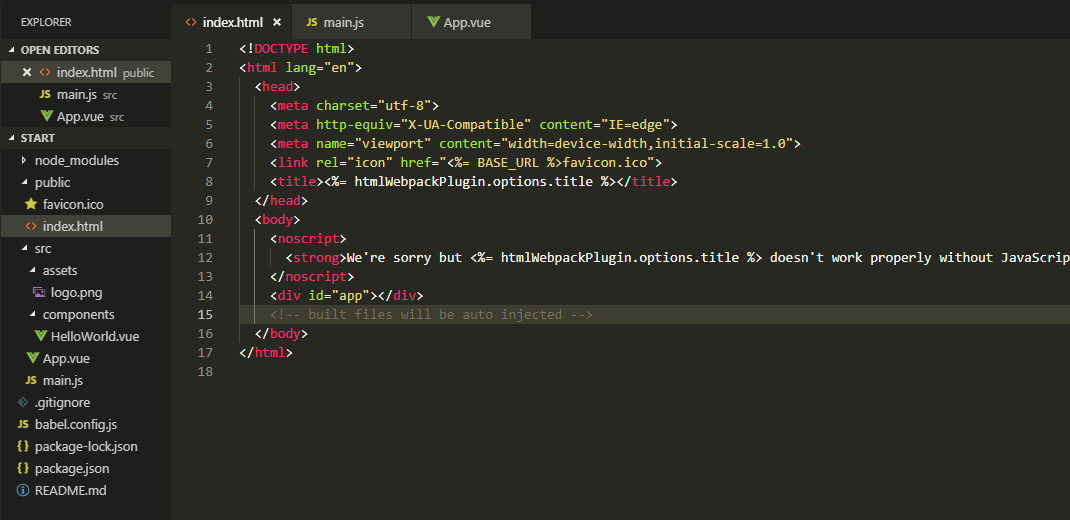 EXPLORER
OPEN EDITORS
index.html public
main.js src
App.vue src
START
node_modules
public
favicon.ico
index.html
src
assets
logo.png
components
HelloWorld.vue
App.vue
JS main.js
.gitignore
JS babel.config.js
{} package-lock.json
{} package.json
README.md
index.html
JS main.js
App.vue
1 <!DOCTYPE html>
2 <html lang="en">
3 <head>
4 <meta charset="utf-8">
5 <meta http-equiv="X-UA-Compatible" content="IE=edge">
6 <meta name="viewport" content="width=device-width,initial-scale=1.0">
7 <link rel="icon" href="<%= BASE_URL %>favicon.ico">
8 <title><%= htmlWebpackPlugin.options.title %></title>
9 </head>
10 <body>
11 <noscript>
12 <strong>We're sorry but <%= htmlWebpackPlugin.options.title %> doesn't work properly without JavaScrip
13 </noscript>
14 <div id="app"></div>
15 <!-- built files will be auto injected -->
16 </body>
17 </html>
18